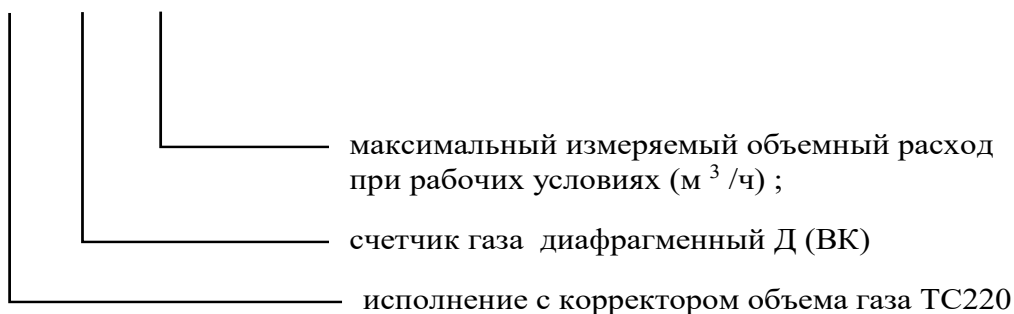 максимальный измеряемый объемный расход
при рабочих условиях (м ³ /ч) ;
счетчик газа диафрагменный Д (ВК)
исполнение с корректором объема газа ТС220